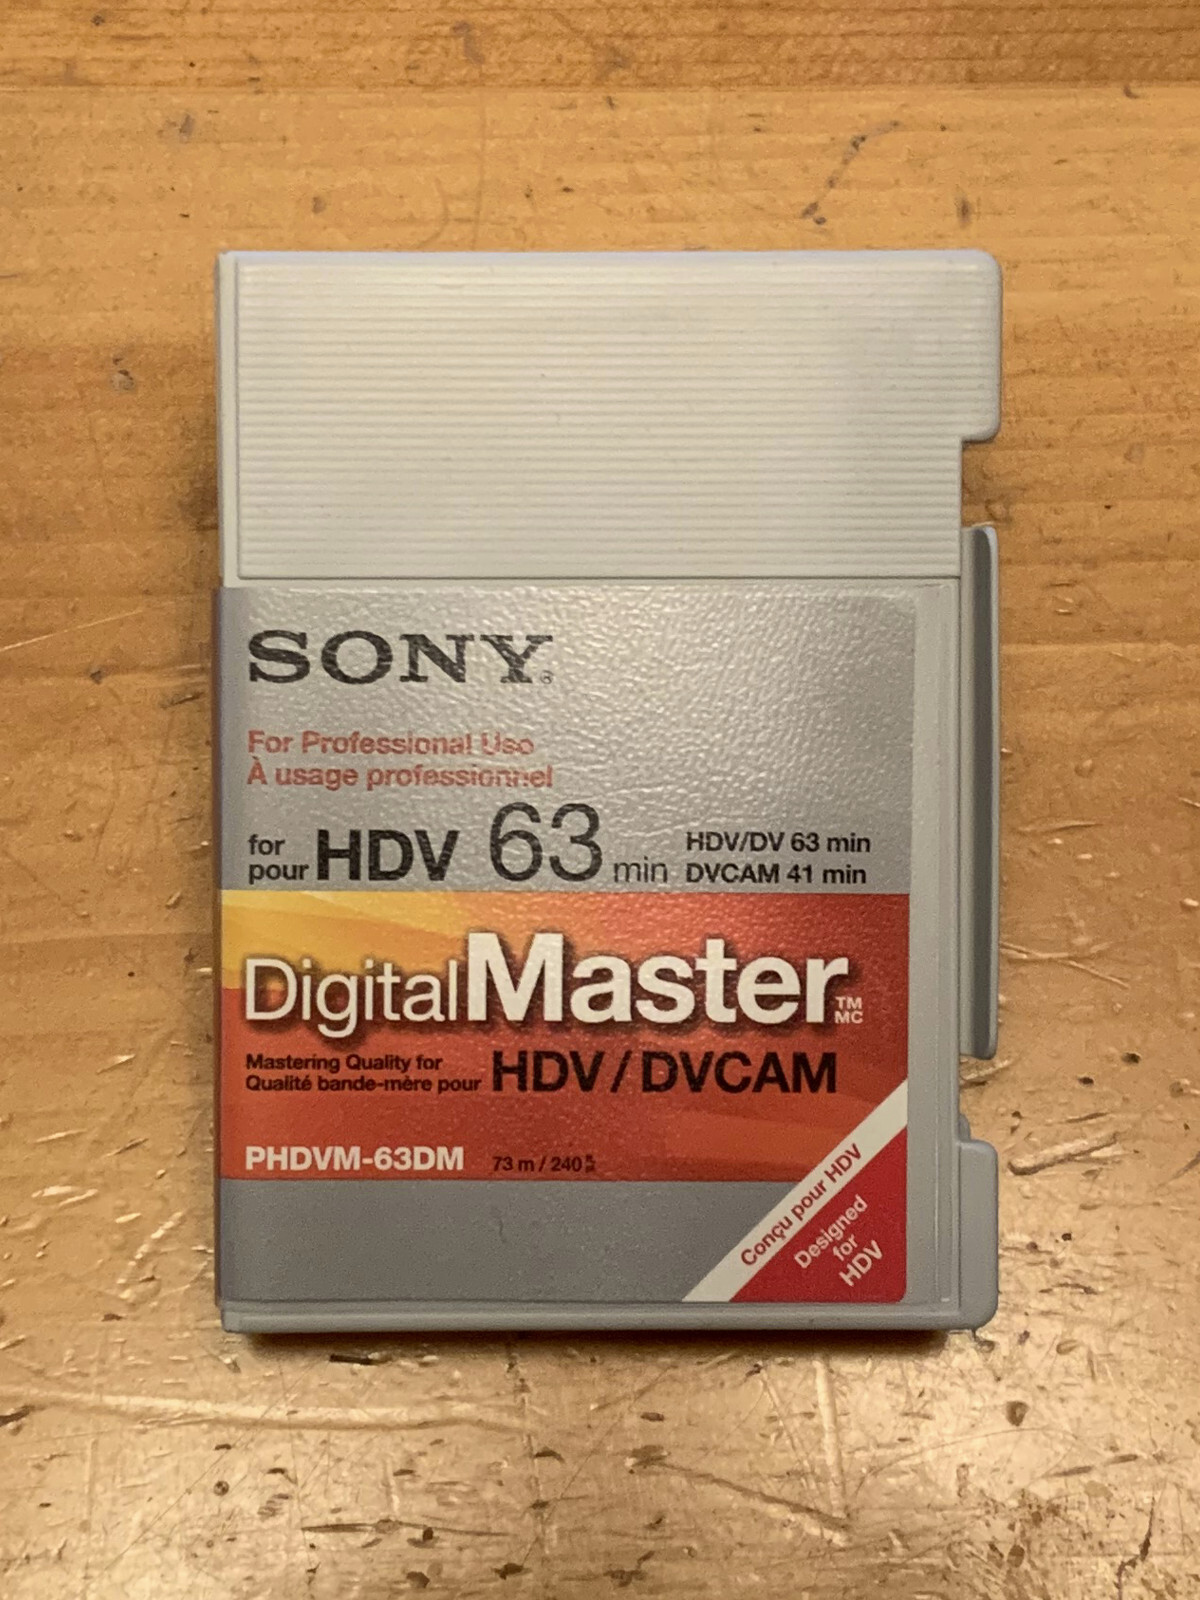 SONY®
For Professional Use
À usage professionnel
for
pour HDV 63 min
HDV/DV 63 min
DVCAM 41 min
DigitalMaster™
MC
Mastering Quality for
Qualité bande-mère pour HDV/DVCAM
PHDVM-63DM 73 m / 240
Conçu pour HDV
Designed
for
HDV